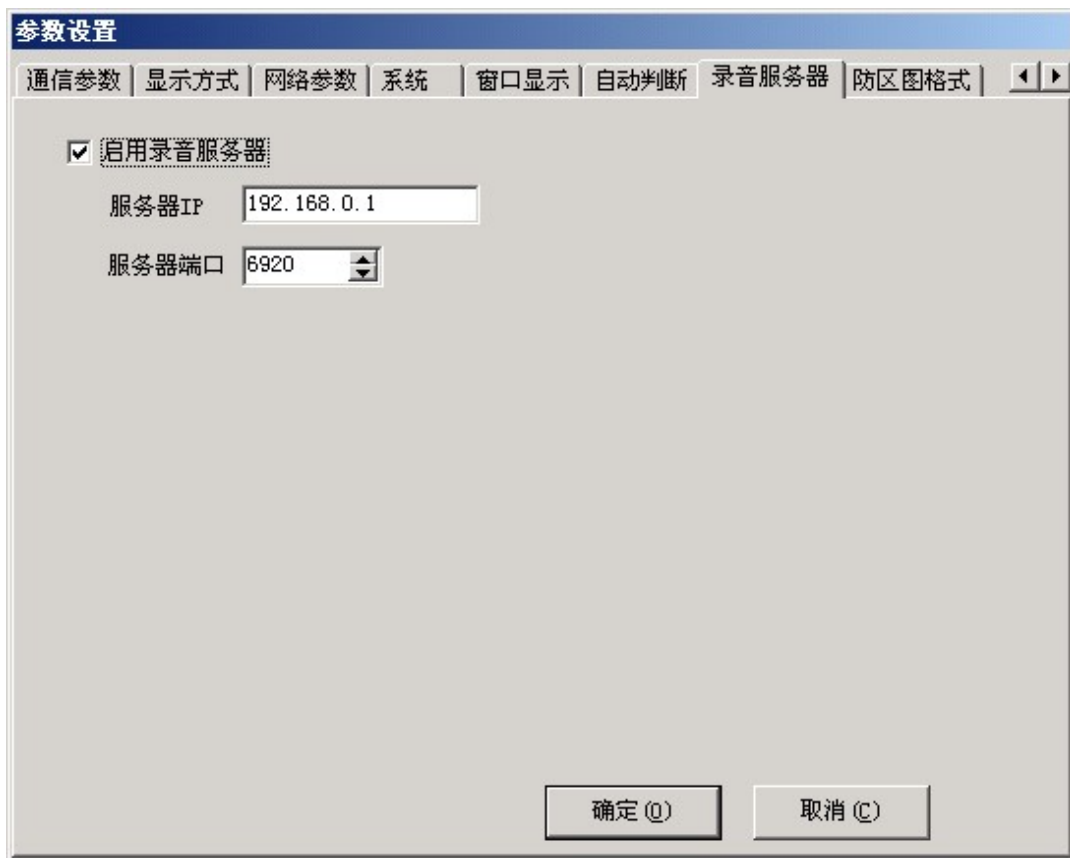 参数设置
通信参数 显示方式 网络参数 系统 窗口显示 自动判断 录音服务器 防区图格式
启用录音服务器
服务器IP 192.168.0.1
服务器端口 6920
确定(O) 取消(C)